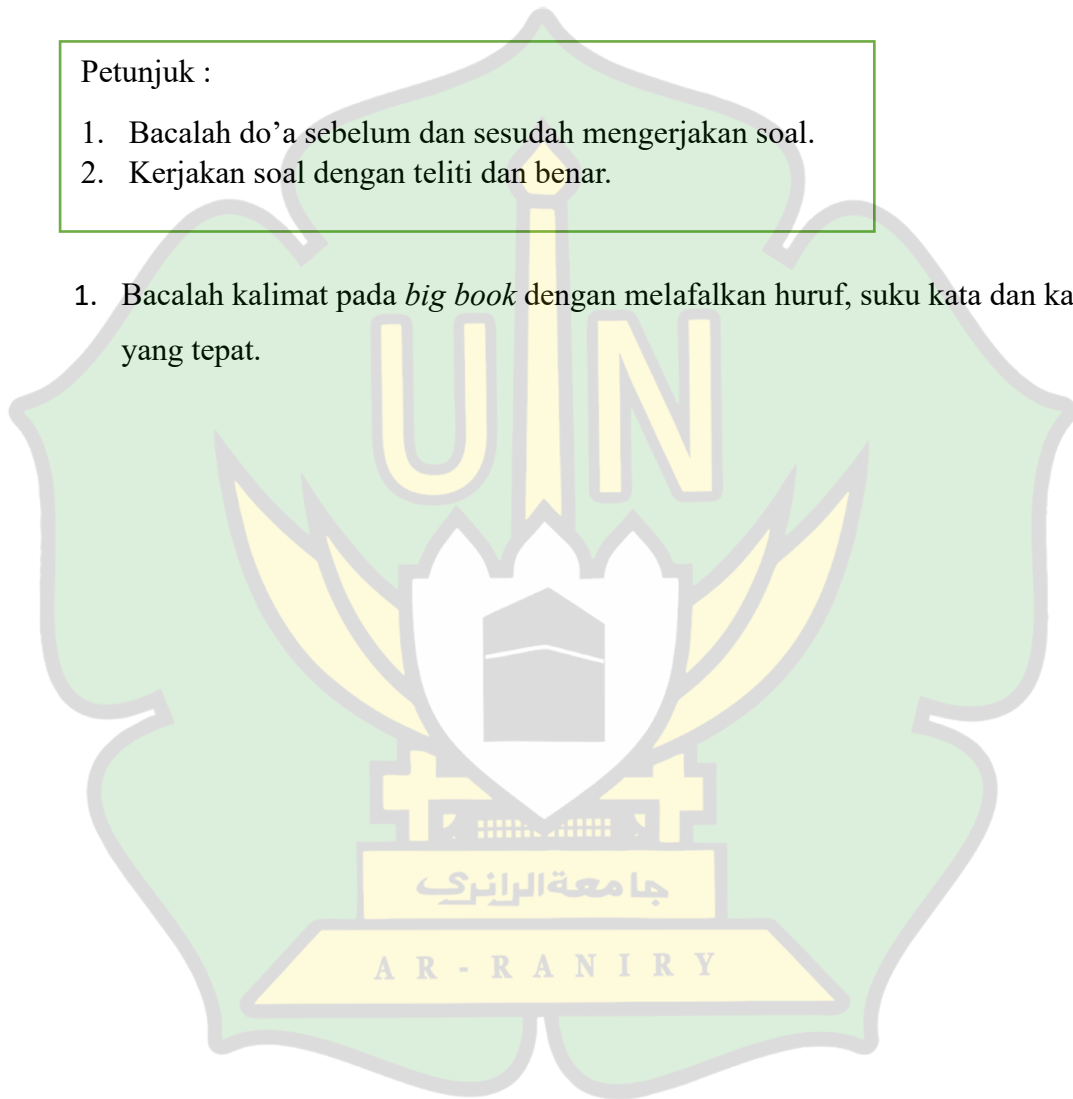 Petunjuk :
1. Bacalah do’a sebelum dan sesudah mengerjakan soal.
2. Kerjakan soal dengan teliti dan benar.
1. Bacalah kalimat pada big book dengan melafalkan huruf, suku kata dan
yang tepat.
UIN
جامعة الرانري
AR-RANIRY